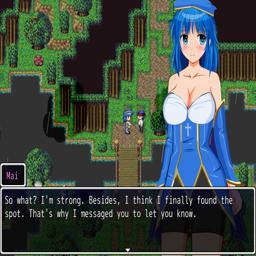 Mai
So what? I'm strong. Besides, I think I finally found the
spot. That's why I messaged you to let you know.